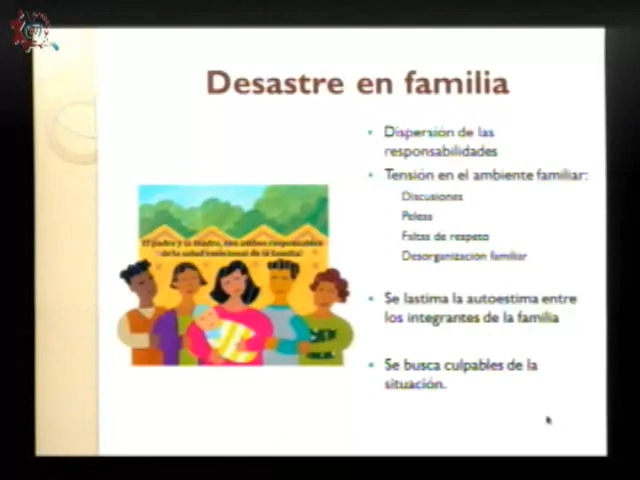 Desastre en familia
Dispersión de las
responsabilidades
Tensión en el ambiente familiar:
Discusiones
Peleas
Faltas de respeto
Desorganización familiar
El padre y la madre, son ambos responsables
de la salud emocional de la familia!
Se lastima la autoestima entre
los integrantes de la familia
Se busca culpables de la
situación.